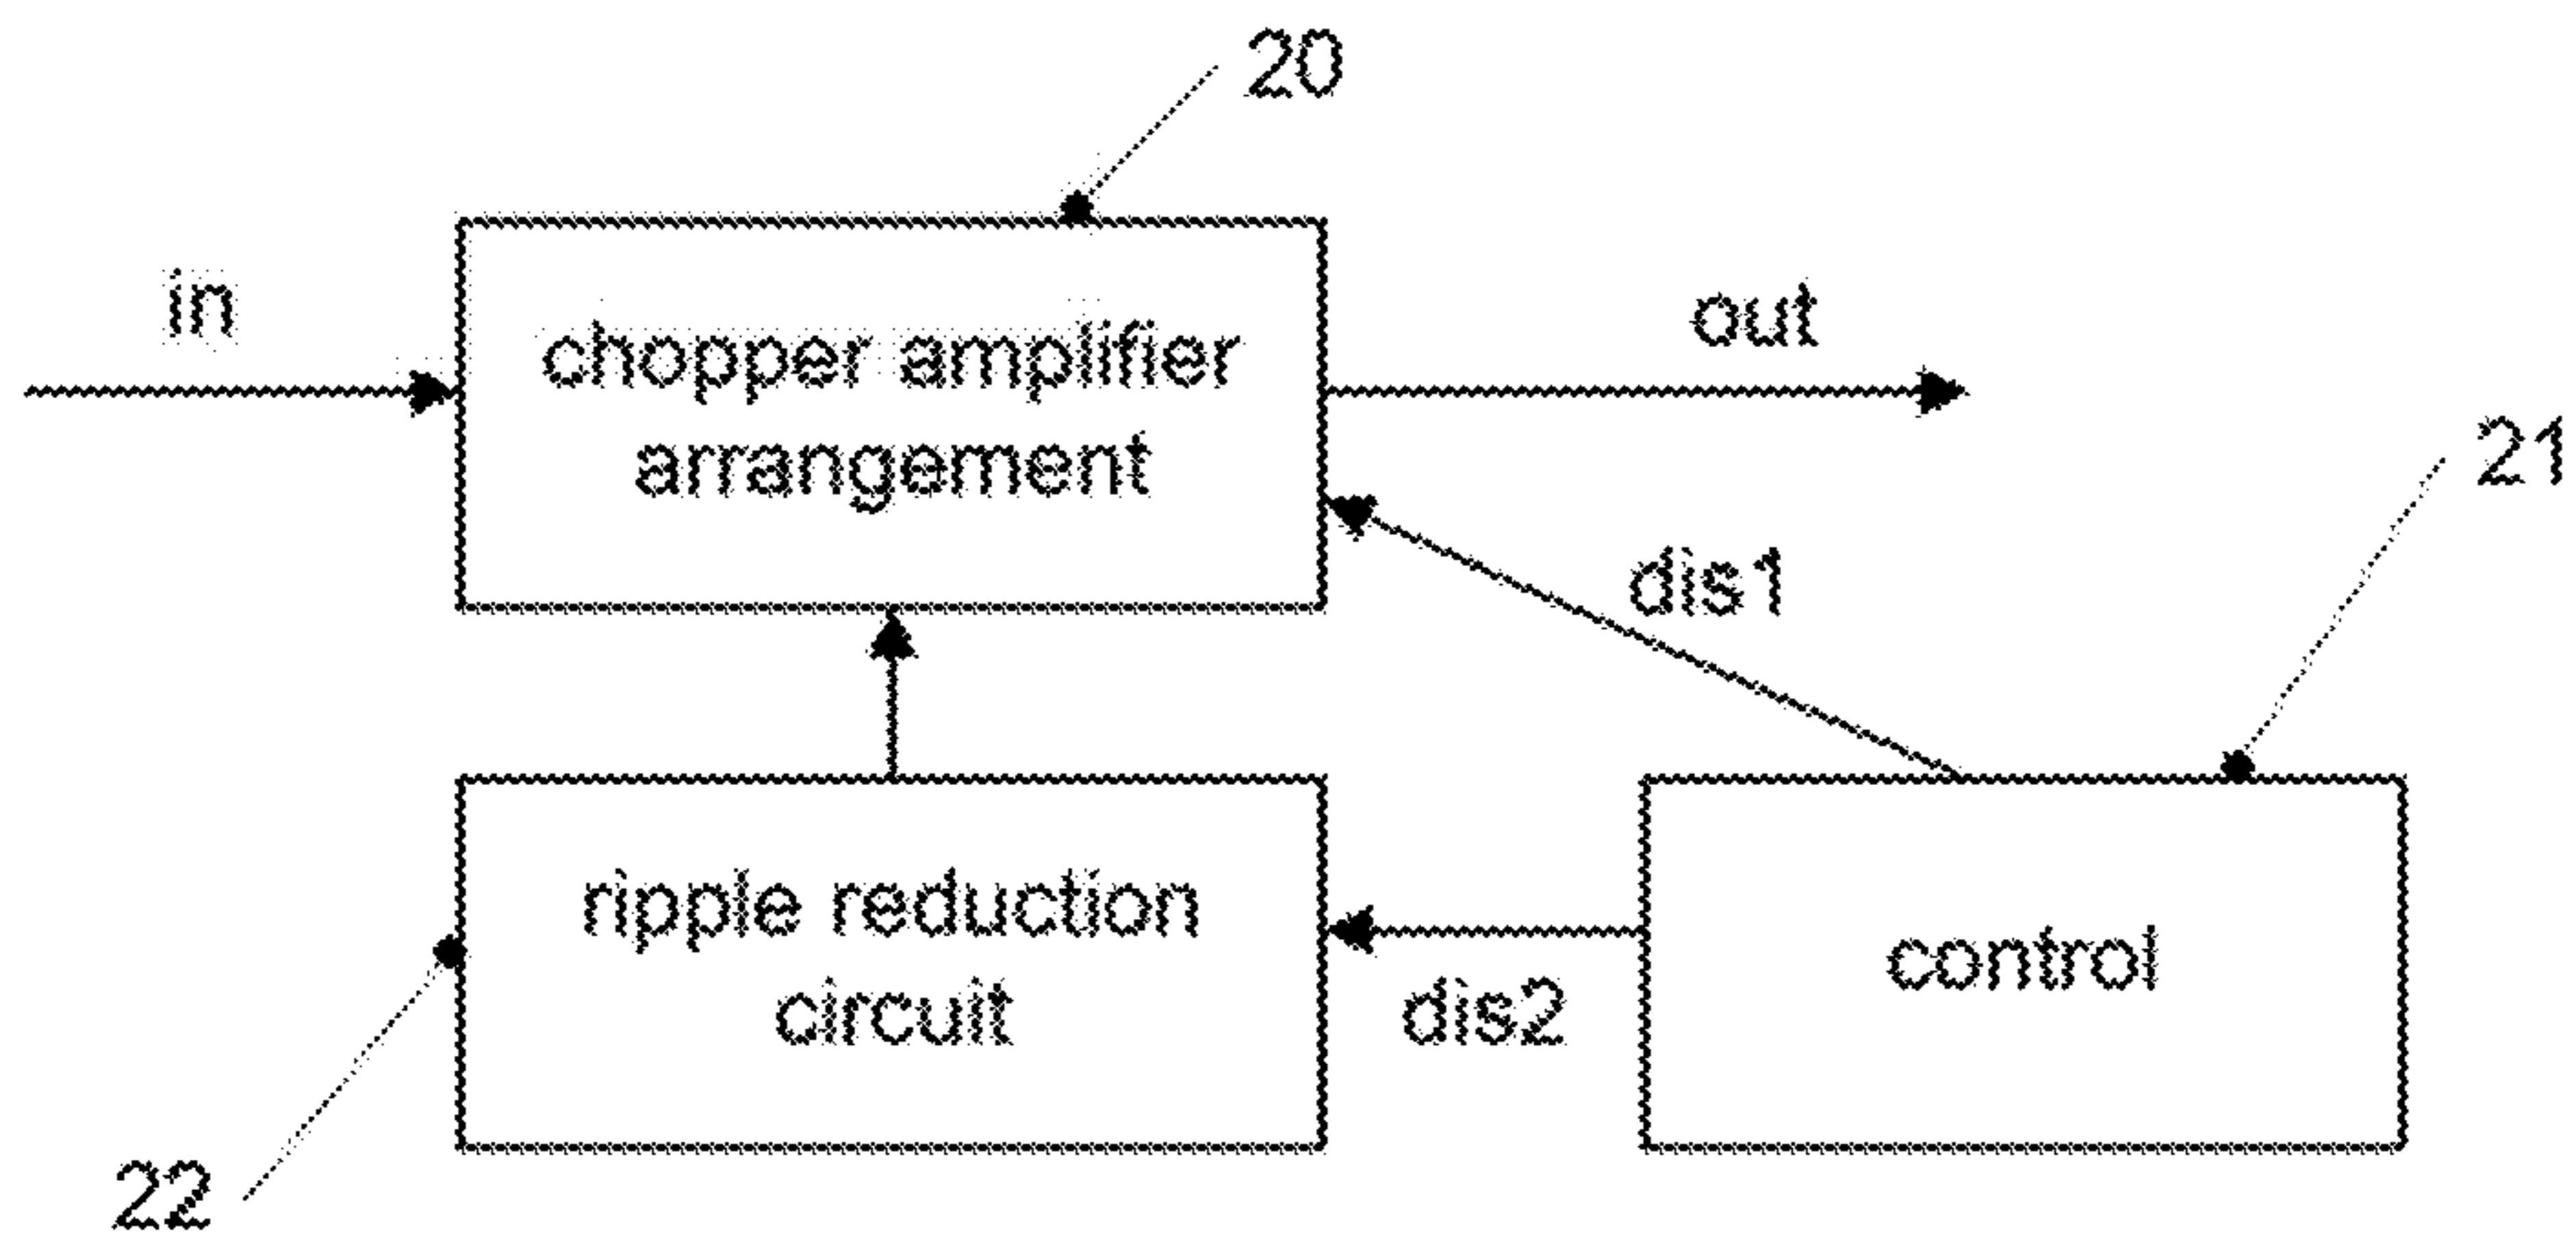 20
in
chopper amplifier
arrangement
out
21
dis1
ripple reduction
circuit
dis2
control
22